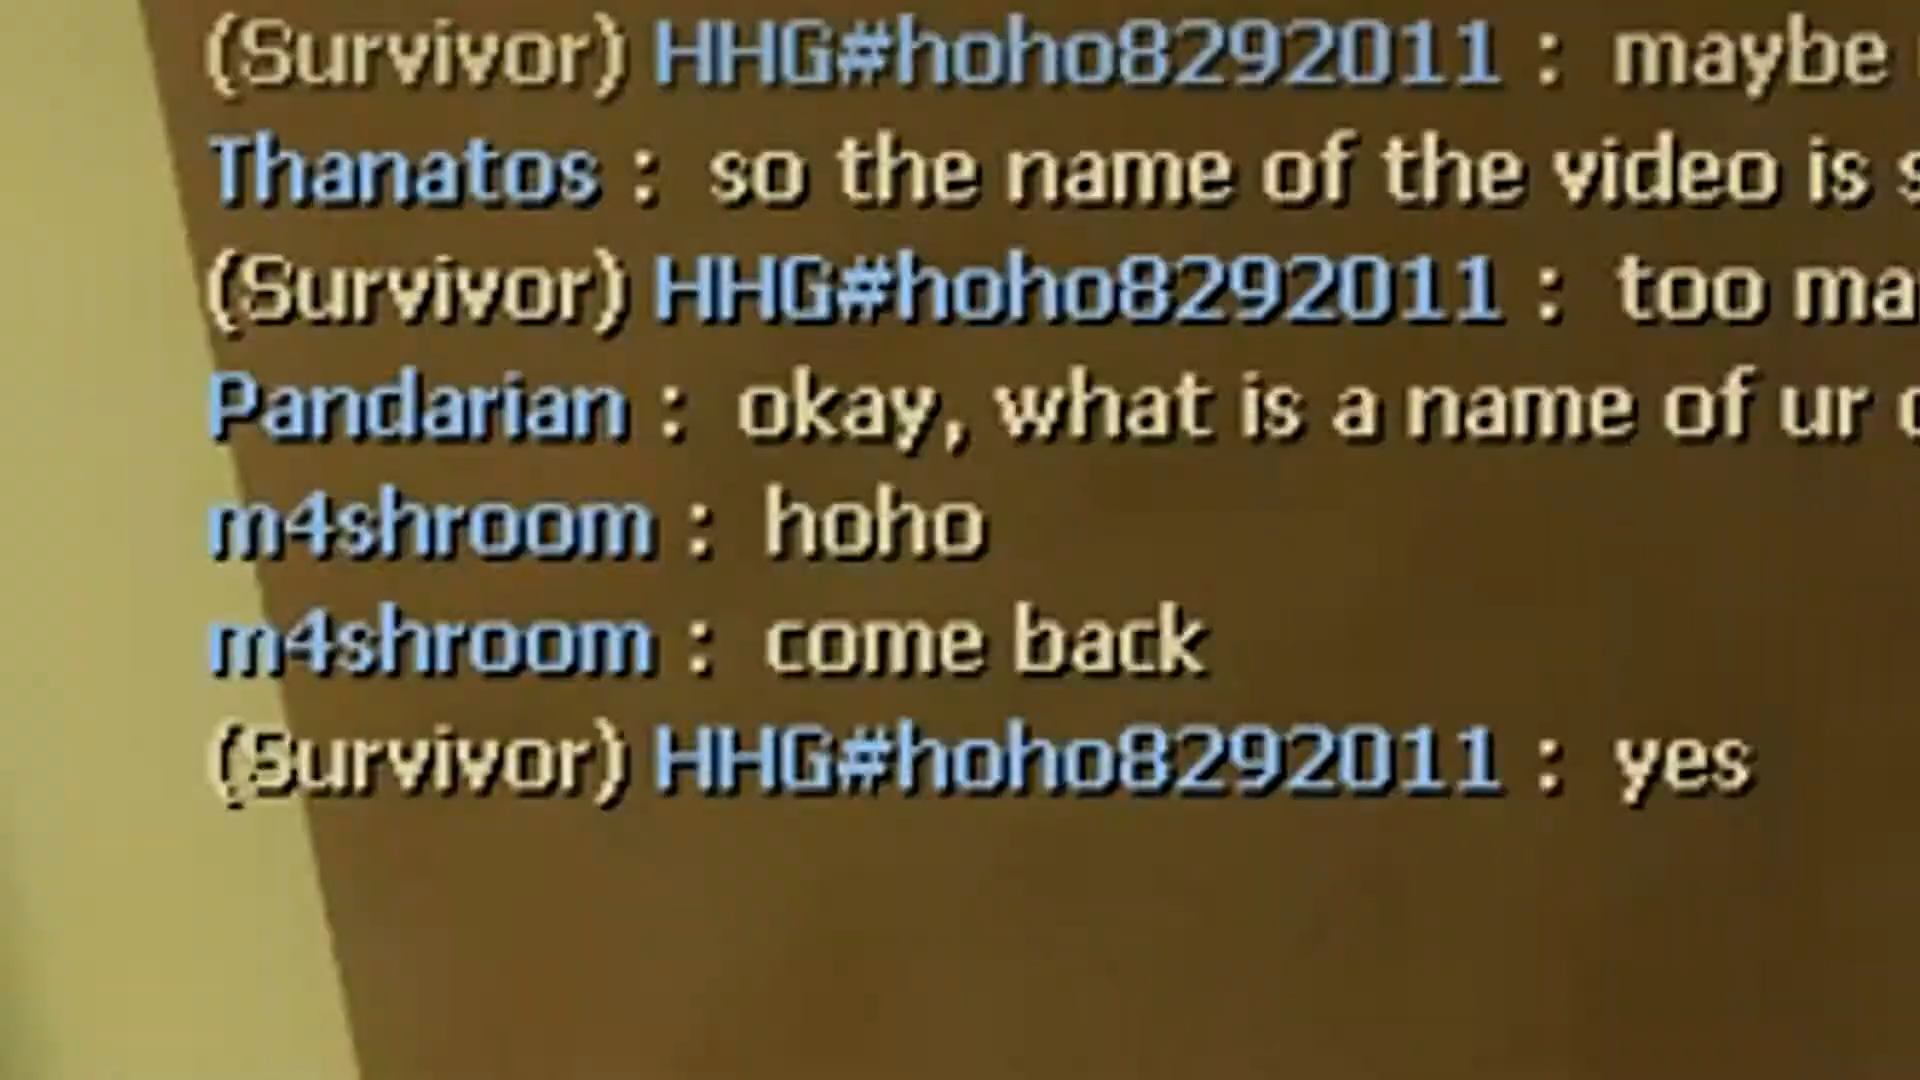 (Survivor) HHG#hoho8292011 : maybe
Thanatos : so the name of the video is
(Survivor) HHG#hoho8292011 : too
Pandarian : okay, what is a name of ur
m4shroom : hoho
m4shroom : come back
(Survivor) HHG#hoho8292011 : yes